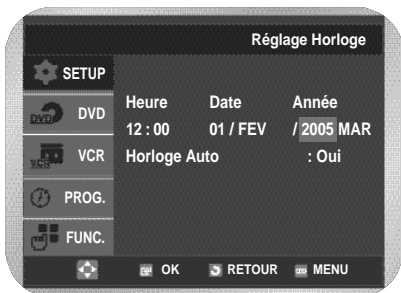 Réglage Horloge
SETUP
DVD
VCR
PROG.
FUNC.
Heure Date Année
12 : 00 01 / FEV / 2005 MAR
Horloge Auto : Oui
OK RETOUR MENU